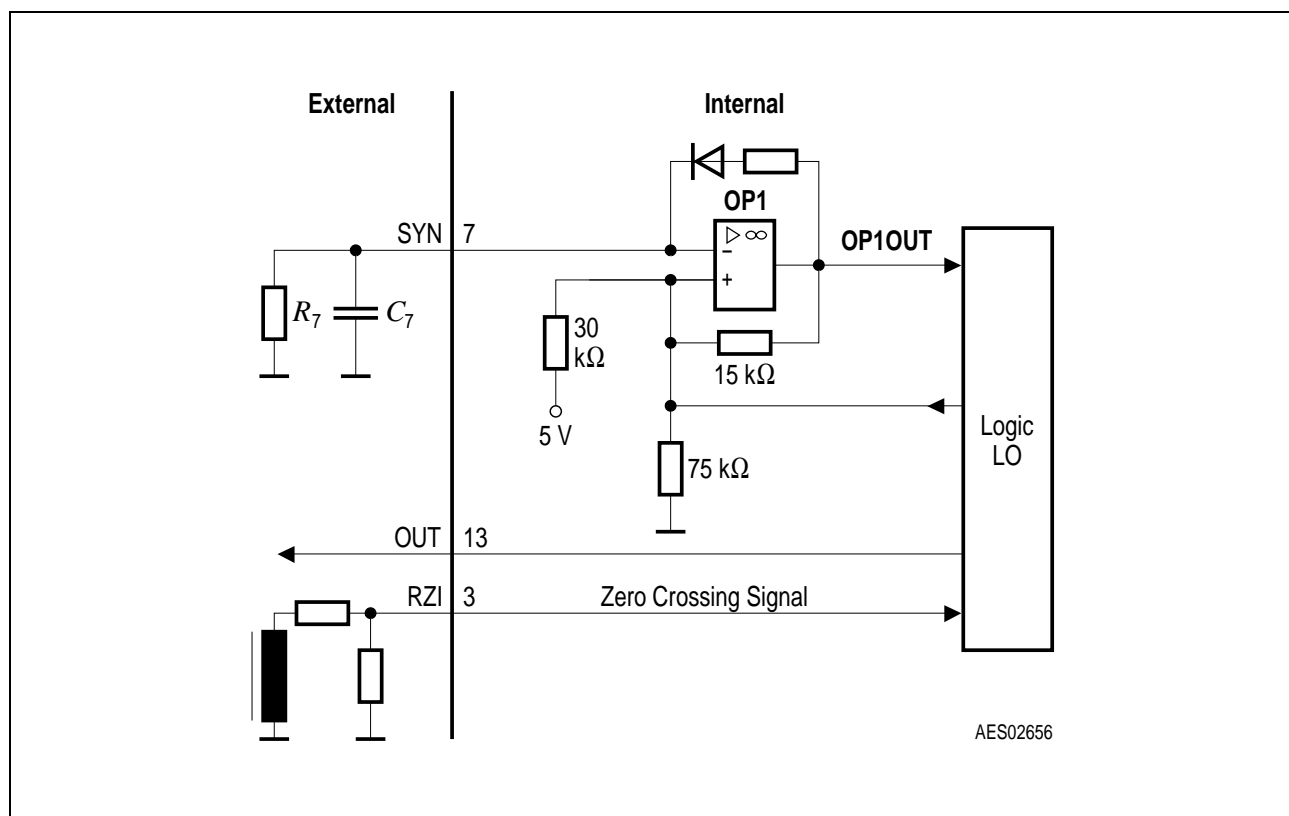 External
Internal
OP1
SYN 7
▷ ∞
−
+
OP1OUT
R7
C7
30
kΩ
15 kΩ
5 V
Logic
LO
75 kΩ
OUT 13
RZI 3
Zero Crossing Signal
AES02656